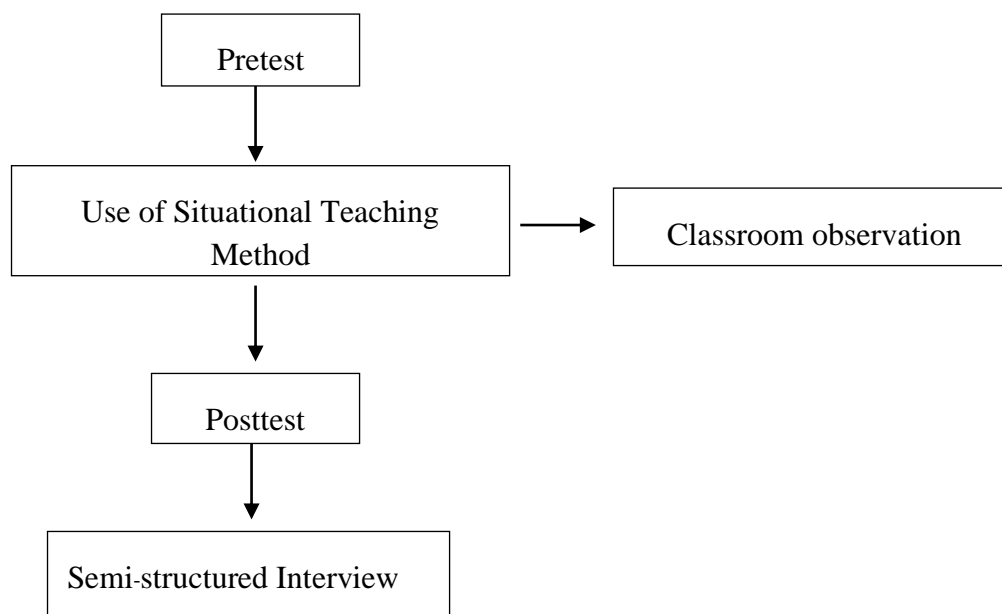 Pretest
Use of Situational Teaching
Method
Classroom observation
Posttest
Semi-structured Interview